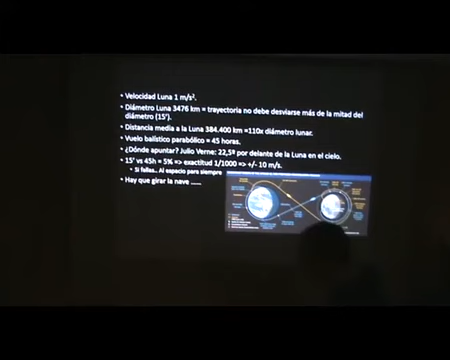 • Velocidad Luna 1 m/s².
• Diámetro Luna 3476 km = trayectoria no debe desviarse más de la mitad del
diámetro (15').
• Distancia media a la Luna 384.400 km =110x diámetro lunar.
• Vuelo balístico parabólico = 45 horas.
• ¿Dónde apuntar? Julio Verne: 22,5º por delante de la Luna en el cielo.
• 15' vs 45h = 5% => exactitud 1/1000 => +/- 10 m/s.
• Si fallas… Al espacio para siempre
• Hay que girar la nave